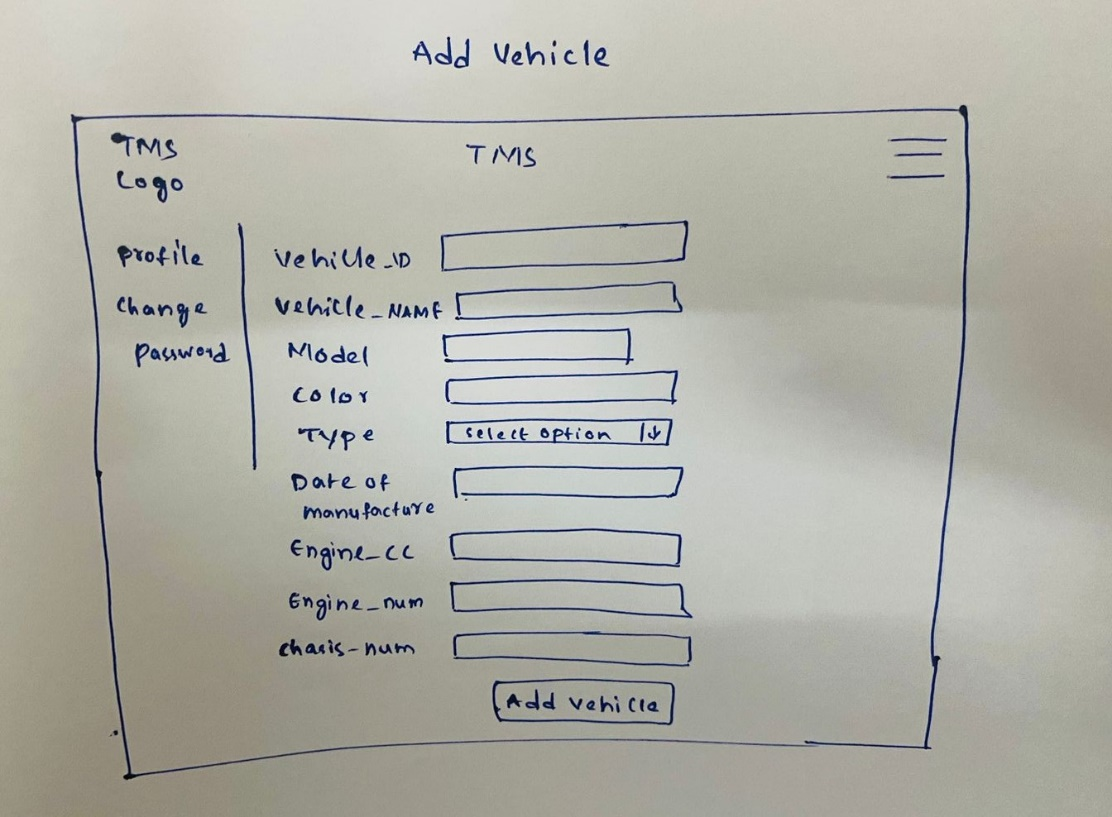 Add Vehicle
TMS
Logo
TMS
profile
change
password
Vehicle_ID
Vehicle_NAME
Model
Color
Type
select option
Date of
manufacture
Engine_CC
Engine_num
chasis-num
Add vehicle